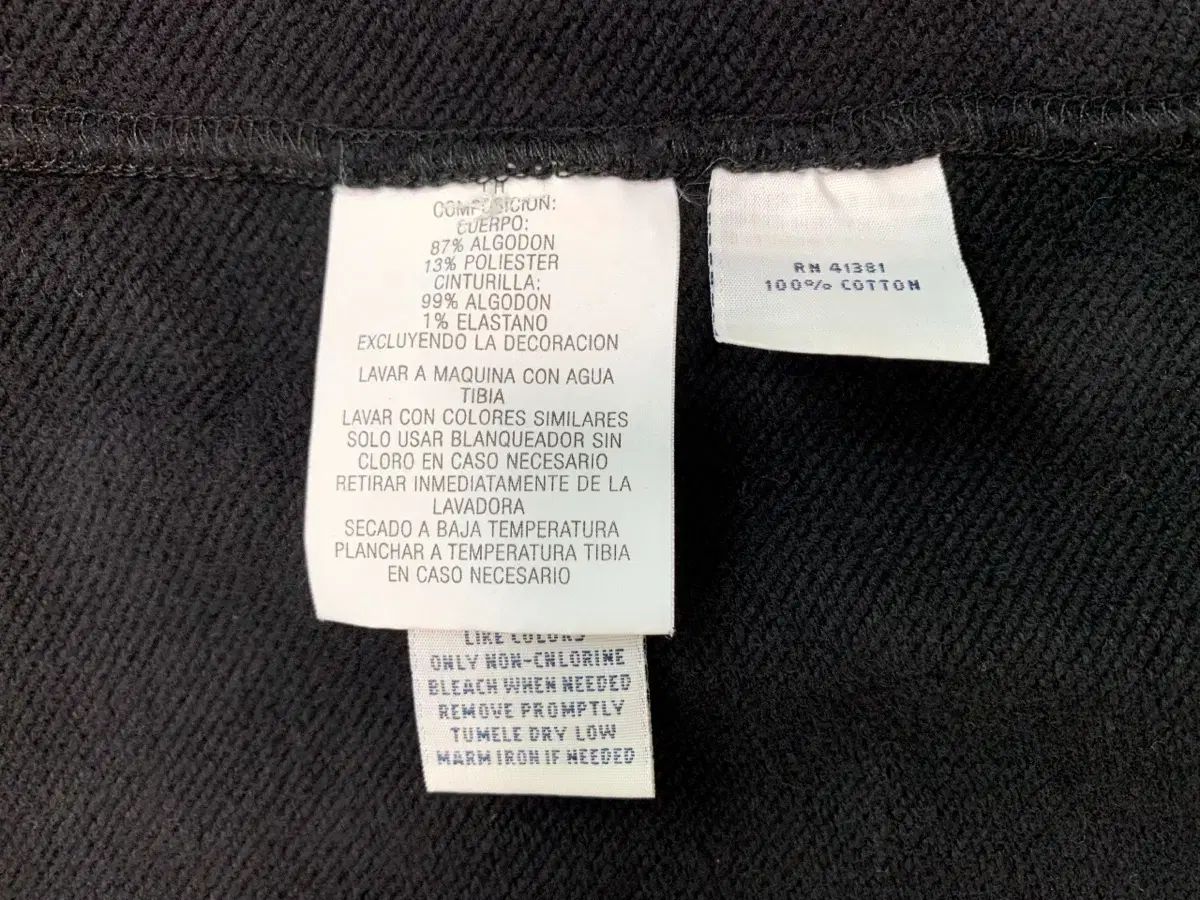 COMPOSICION:
CUERPO:
87% ALGODON
13% POLIESTER
CINTURILLA:
99% ALGODON
1% ELASTANO
EXCLUYENDO LA DECORACION
LAVAR A MAQUINA CON AGUA
TIBIA
LAVAR CON COLORES SIMILARES
SOLO USAR BLANQUEADOR SIN
CLORO EN CASO NECESARIO
RETIRAR INMEDIATAMENTE DE LA
LAVADORA
SECADO A BAJA TEMPERATURA
PLANCHAR A TEMPERATURA TIBIA
EN CASO NECESARIO
LIKE COLORS
ONLY NON-CHLORINE
BLEACH WHEN NEEDED
REMOVE PROMPTLY
TUMBLE DRY LOW
WARM IRON IF NEEDED
RN 41381
100% COTTON